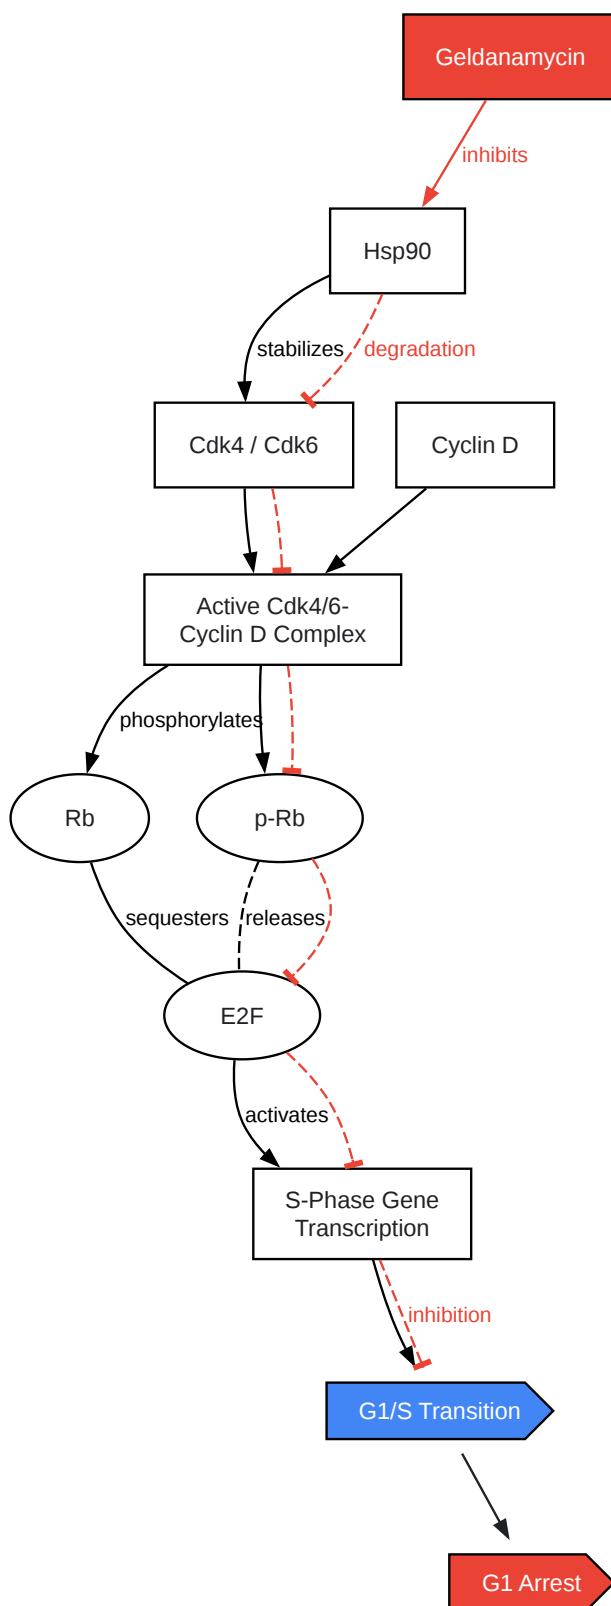 Geldanamycin
inhibits
Hsp90
stabilizes
degradation
Cdk4 / Cdk6
Cyclin D
Active Cdk4/6-
Cyclin D Complex
phosphorylates
Rb
p-Rb
sequesters
releases
E2F
activates
S-Phase Gene
Transcription
inhibition
G1/S Transition
G1 Arrest